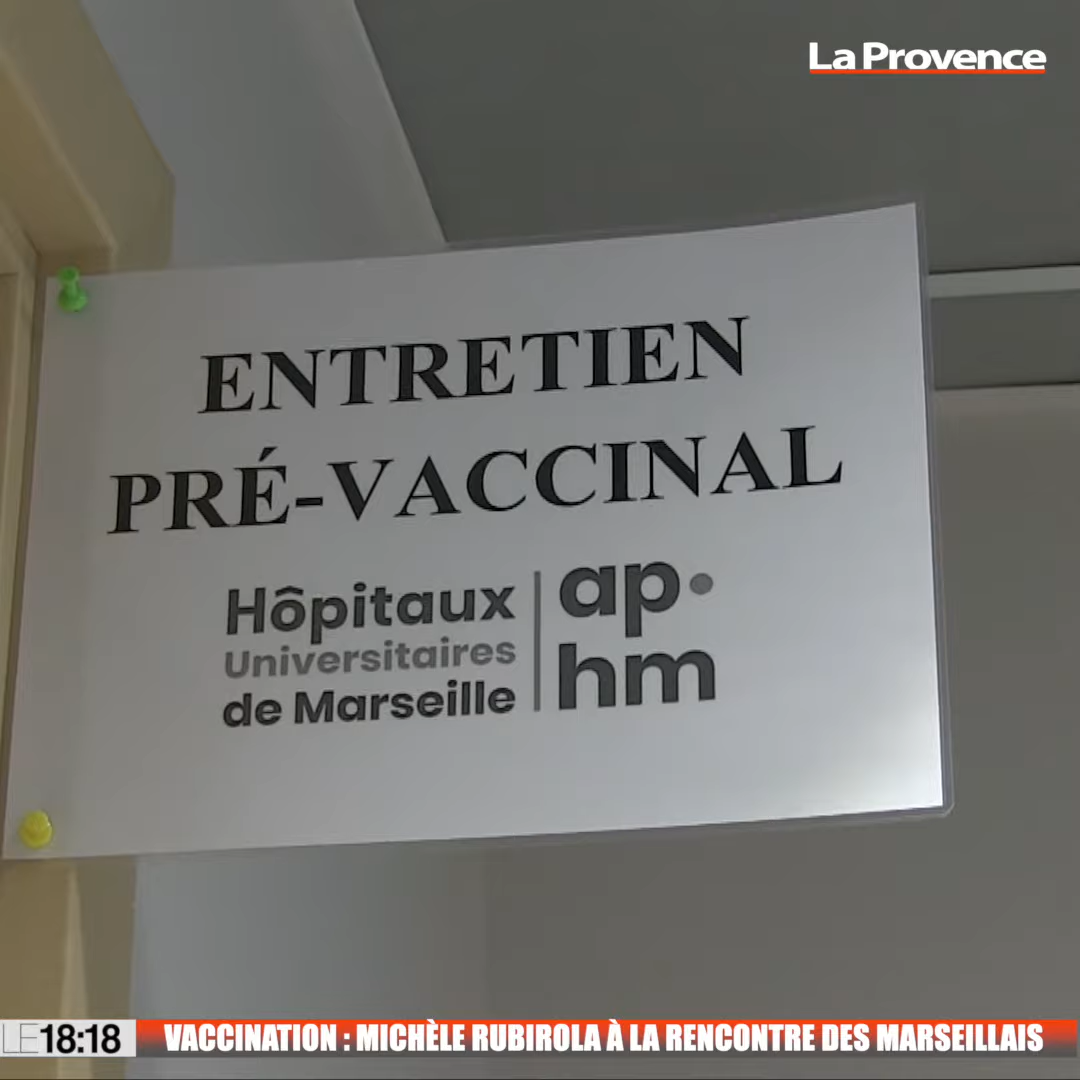 La Provence
ENTRETIEN
PRÉ-VACCINAL
Hôpitaux
Universitaires
de Marseille
ap•
hm
LE18:18
VACCINATION : MICHÈLE RUBIROLA À LA RENCONTRE DES MARSEILLAIS